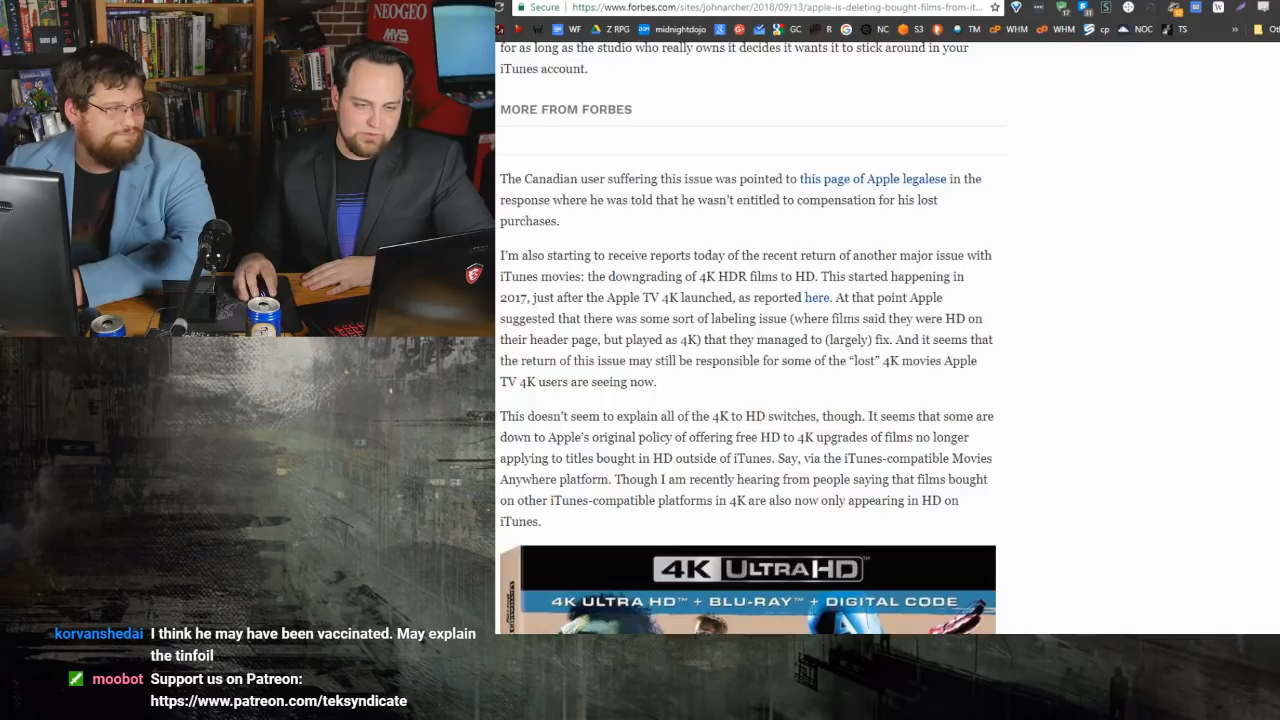 NEO·GEO
MVS
Secure
https://www.forbes.com/sites/johnarcher/2018/09/13/apple-is-deleting-bought-films-from-it...
WF Z RPG midnightdojo GC R NC S3 TM WHM WHM cp NOC TS »
for as long as the studio who really owns it decides it wants it to stick around in your
iTunes account.
MORE FROM FORBES
The Canadian user suffering this issue was pointed to this page of Apple legalese in the
response where he was told that he wasn't entitled to compensation for his lost
purchases.
I'm also starting to receive reports today of the recent return of another major issue with
iTunes movies: the downgrading of 4K HDR films to HD. This started happening in
2017, just after the Apple TV 4K launched, as reported here. At that point Apple
suggested that there was some sort of labeling issue (where films said they were HD on
their header page, but played as 4K) that they managed to (largely) fix. And it seems that
the return of this issue may still be responsible for some of the “lost” 4K movies Apple
TV 4K users are seeing now.
This doesn't seem to explain all of the 4K to HD switches, though. It seems that some are
down to Apple's original policy of offering free HD to 4K upgrades of films no longer
applying to titles bought in HD outside of iTunes. Say, via the iTunes-compatible Movies
Anywhere platform. Though I am recently hearing from people saying that films bought
on other iTunes-compatible platforms in 4K are also now only appearing in HD on
iTunes.
4K ULTRA HD
4K ULTRA HD™ + BLU-RAY™ + DIGITAL CODE
korvanshedai I think he may have been vaccinated. May explain
the tinfoil
moobot Support us on Patreon:
https://www.patreon.com/teksyndicate